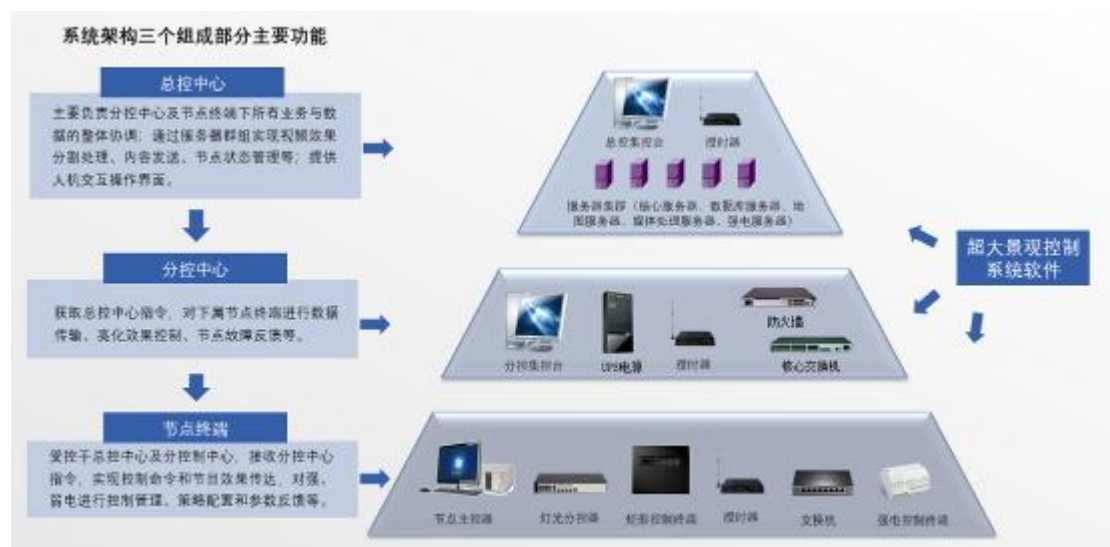 系统架构三个组成部分主要功能
总控中心
主要负责分控中心及节点终端下所有业务与数
据的整体协调；通过服务器群组实现视频效果
分割处理、内容发送、节点状态管理等；提供
人机交互操作界面。
总控集控台
授时器
服务器集群（核心服务器、数据库服务器、地
图服务器、媒体处理服务器、强电服务器）
超大景观控制
系统软件
分控中心
获取总控中心指令，对下属节点终端进行数据
传输、亮化效果控制、节点故障反馈等。
防火墙
分控集控台
UPS电源
授时器
核心交换机
节点终端
受控于总控中心及分控制中心，接收分控中心
指令，实现控制命令和节目效果传达，对强、
弱电进行控制管理、策略配置和参数反馈等。
节点主控器
灯光分控器
控制终端
授时器
交换机
强电控制终端